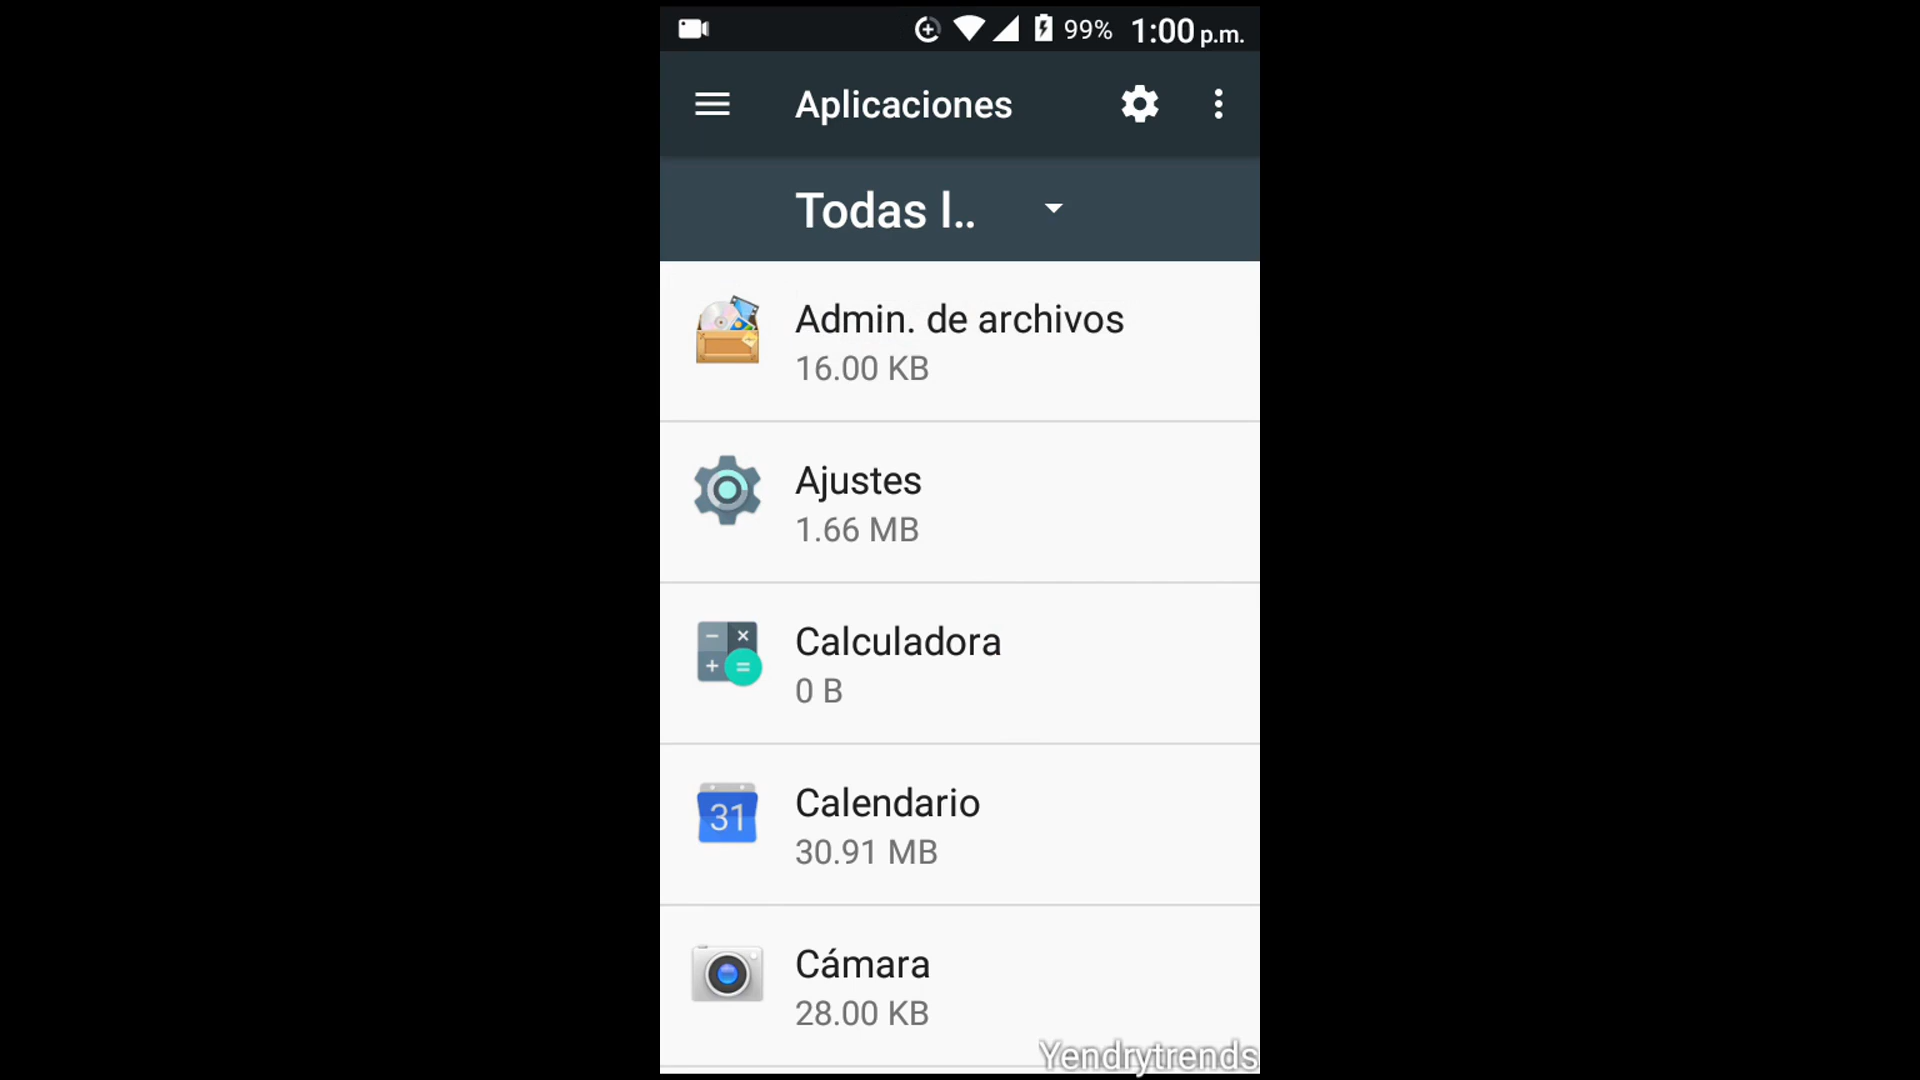 99% 1:00 p.m.
Aplicaciones
Todas l..
Admin. de archivos
16.00 KB
Ajustes
1.66 MB
Calculadora
0 B
31
Calendario
30.91 MB
Cámara
28.00 KB
Yendrytrends